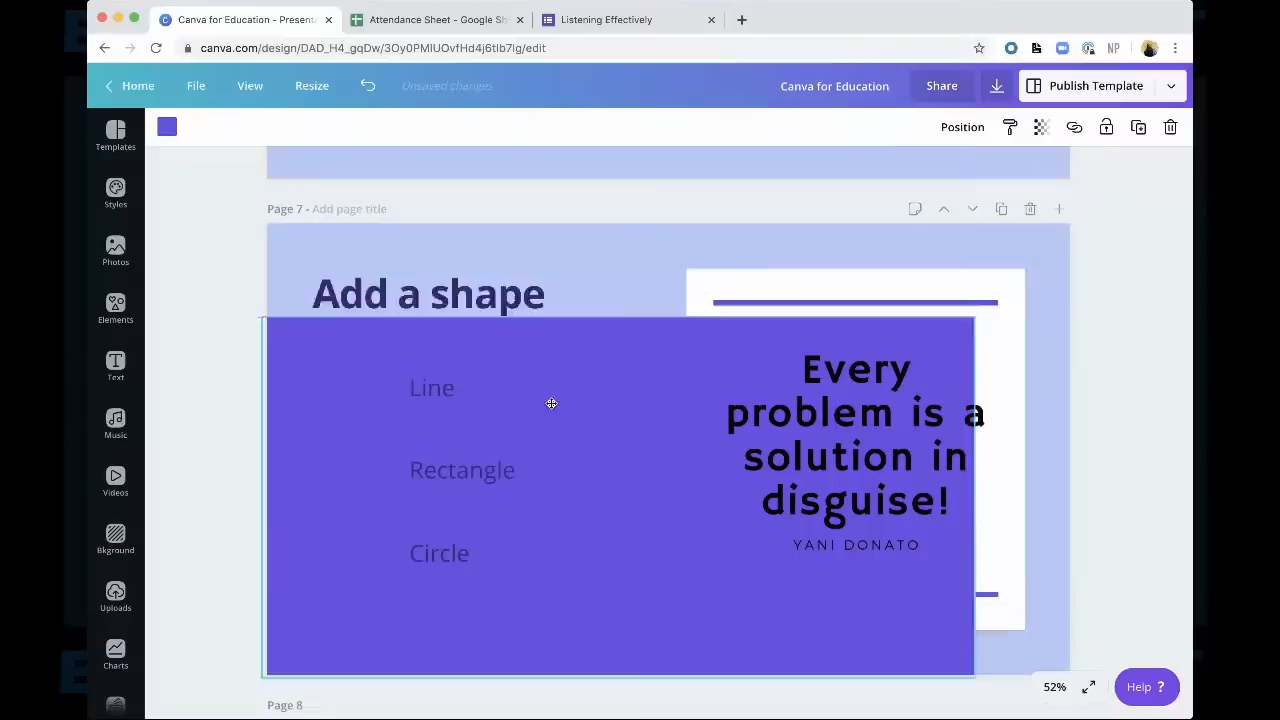 Canva for Education - Presenta
Attendance Sheet - Google Sh
Listening Effectively
canva.com/design/DAD_H4_gqDw/3Oy0PMIUOvfHd4j6tIb7Ig/edit
NP
Home
File
View
Resize
Unsaved changes
Canva for Education
Share
Publish Template
Position
Templates
Styles
Photos
Elements
Text
Music
Videos
Bkground
Uploads
Charts
Page 7 - Add page title
Add a shape
Line
Rectangle
Circle
Every
problem is a
solution in
disguise!
YANI DONATO
Page 8
52%
Help ?